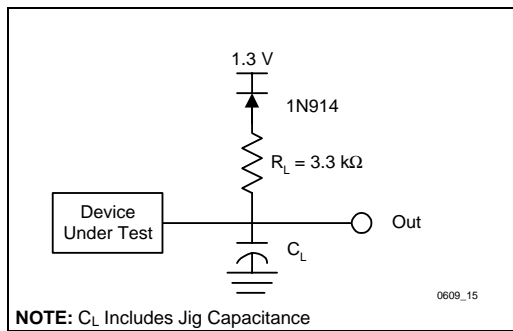 1.3 V
1N914
R_L = 3.3 kΩ
Device
Under Test
Out
C_L
0609_15
NOTE: C_L Includes Jig Capacitance